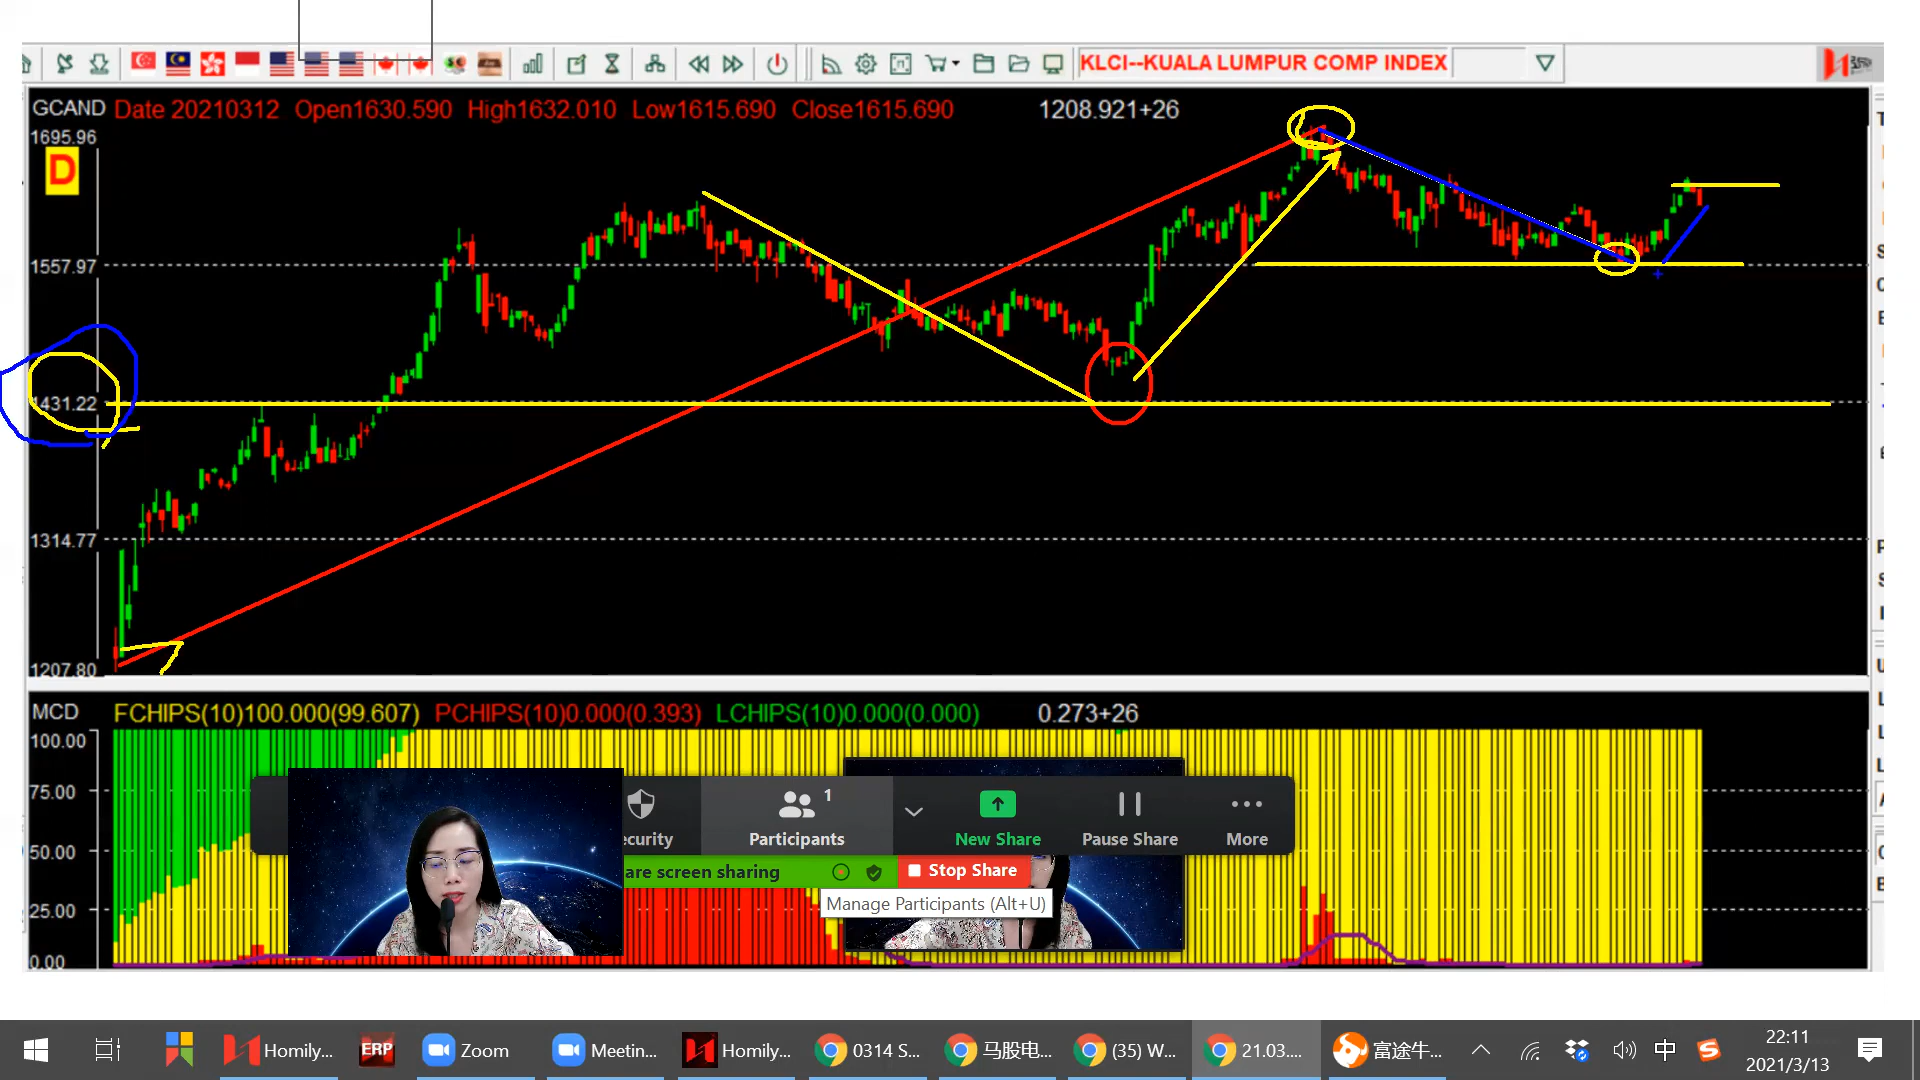 KLCI--KUALA LUMPUR COMP INDEX
GCAND Date 20210312 Open1630.590 High1632.010 Low1615.690 Close1615.690 1208.921+26
1695.96
D
1557.97
1431.22
1314.77
1207.80
MCD FCHIPS(10)100.000(99.607) PCHIPS(10)0.000(0.393) LCHIPS(10)0.000(0.000) 0.273+26
100.00
75.00
50.00
25.00
0.00
ecurity
Participants
1
New Share
Pause Share
More
are screen sharing
Stop Share
Manage Participants (Alt+U)
Homily...
ERP
Zoom
Meetin...
Homily...
0314 S...
马股电...
(35) W...
21.03....
富途牛...
中
22:11
2021/3/13